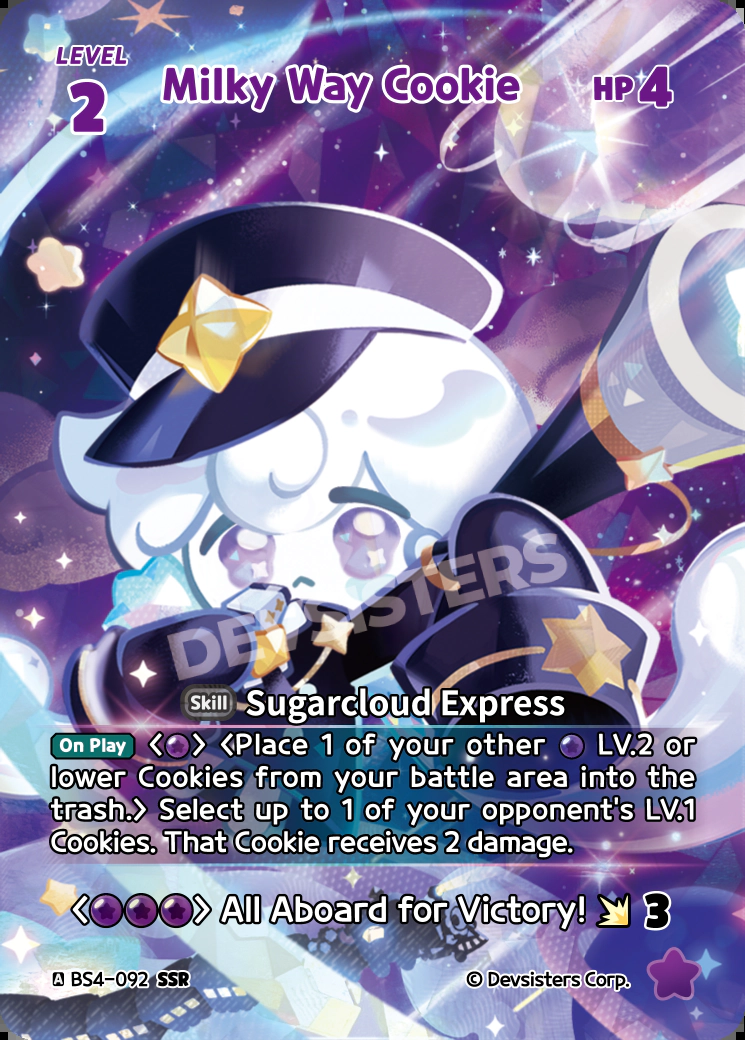 LEVEL
2
Milky Way Cookie
HP 4
DEVSISTERS
Skill Sugarcloud Express
On Play < > <Place 1 of your other LV.2 or
lower Cookies from your battle area into the
trash.> Select up to 1 of your opponent's LV.1
Cookies. That Cookie receives 2 damage.
< > All Aboard for Victory! 3
A BS4-092 SSR
© Devsisters Corp.